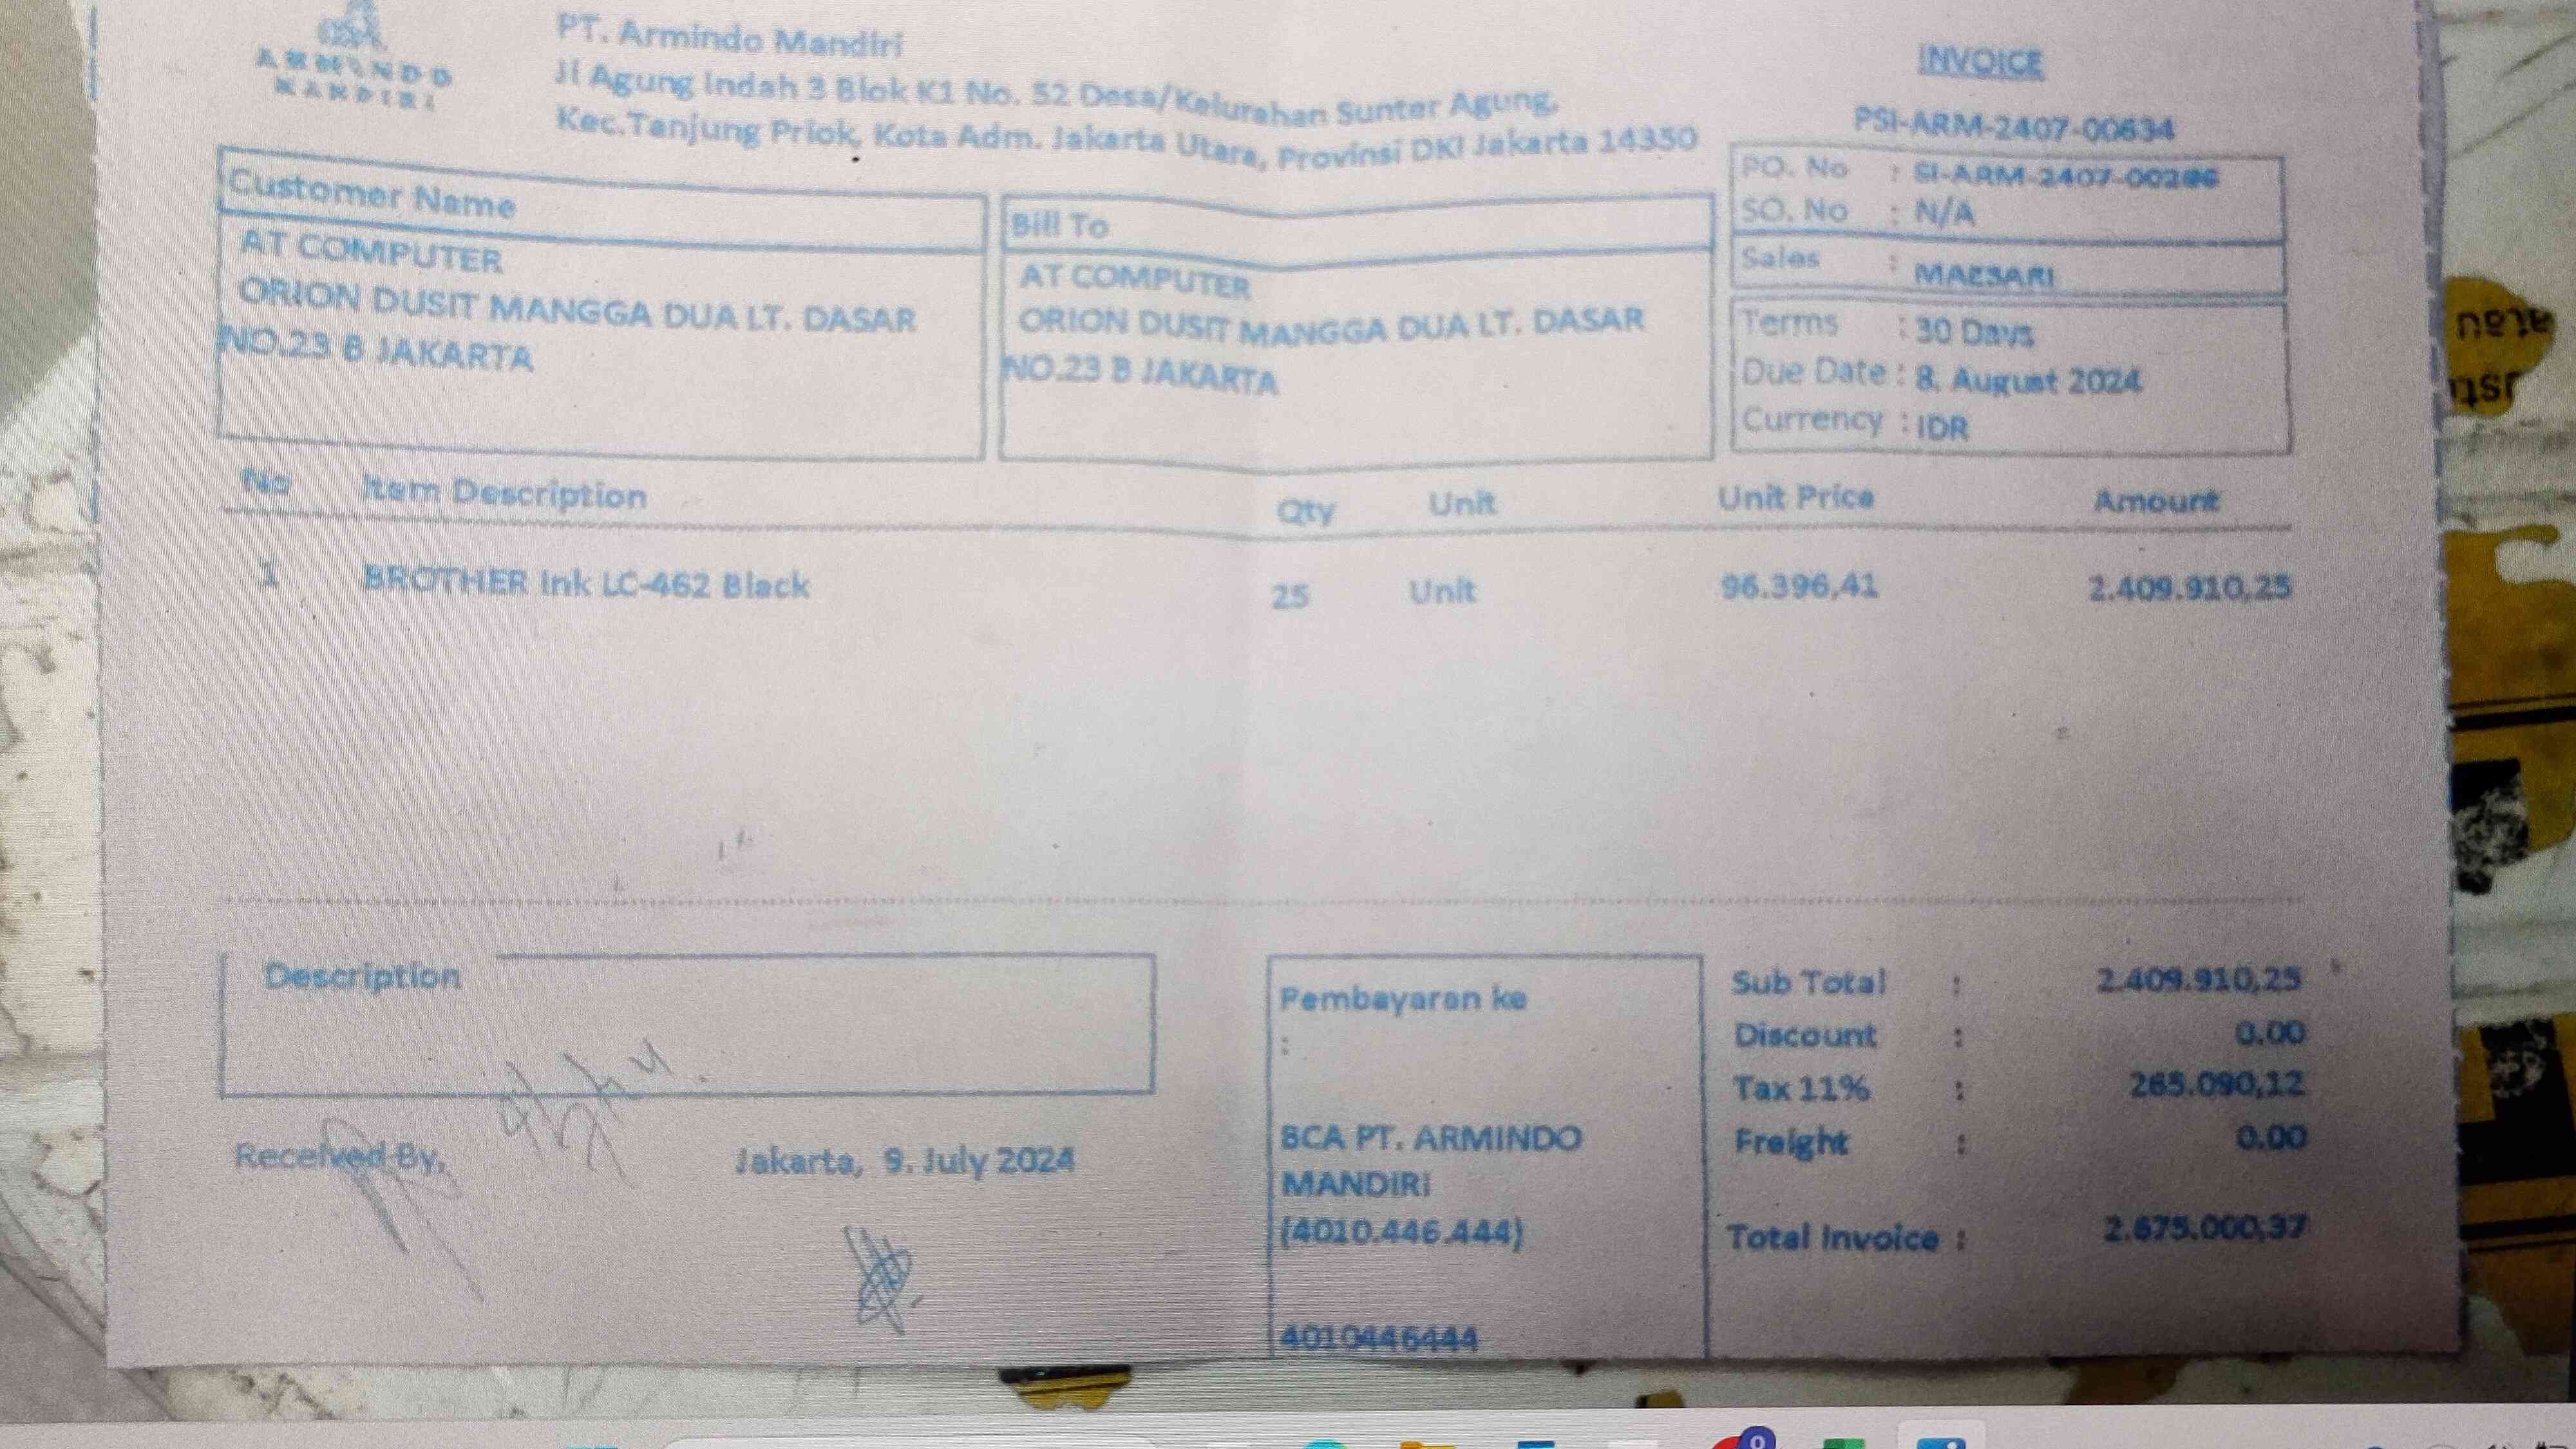 ARMINDO
MANDIRI
PT. Armindo Mandiri
Jl Agung Indah 3 Blok K1 No. 52 Desa/Kelurahan Sunter Agung,
Kec.Tanjung Priok, Kota Adm. Jakarta Utara, Provinsi DKI Jakarta 14350
INVOICE
PSI-ARM-2407-00634
PO. No :
SO. No : N/A
Sales : MAESARI
Terms : 30 Days
Due Date : 8. August 2024
Currency : IDR
Customer Name
AT COMPUTER
ORION DUSIT MANGGA DUA LT. DASAR
NO.23 B JAKARTA
Bill To
AT COMPUTER
ORION DUSIT MANGGA DUA LT. DASAR
NO.23 B JAKARTA
No Item Description Qty Unit Unit Price Amount
1 BROTHER Ink LC-462 Black 25 Unit 96.396,41 2.409.910,25
Description
Received By,
Jakarta, 9. July 2024
Pembayaran ke
:
BCA PT. ARMINDO
MANDIRI
(4010.446.444)
4010446444
Sub Total : 2.409.910,25
Discount : 0.00
Tax 11% : 265.090,12
Freight : 0.00
Total Invoice : 2.675.000,37
atau